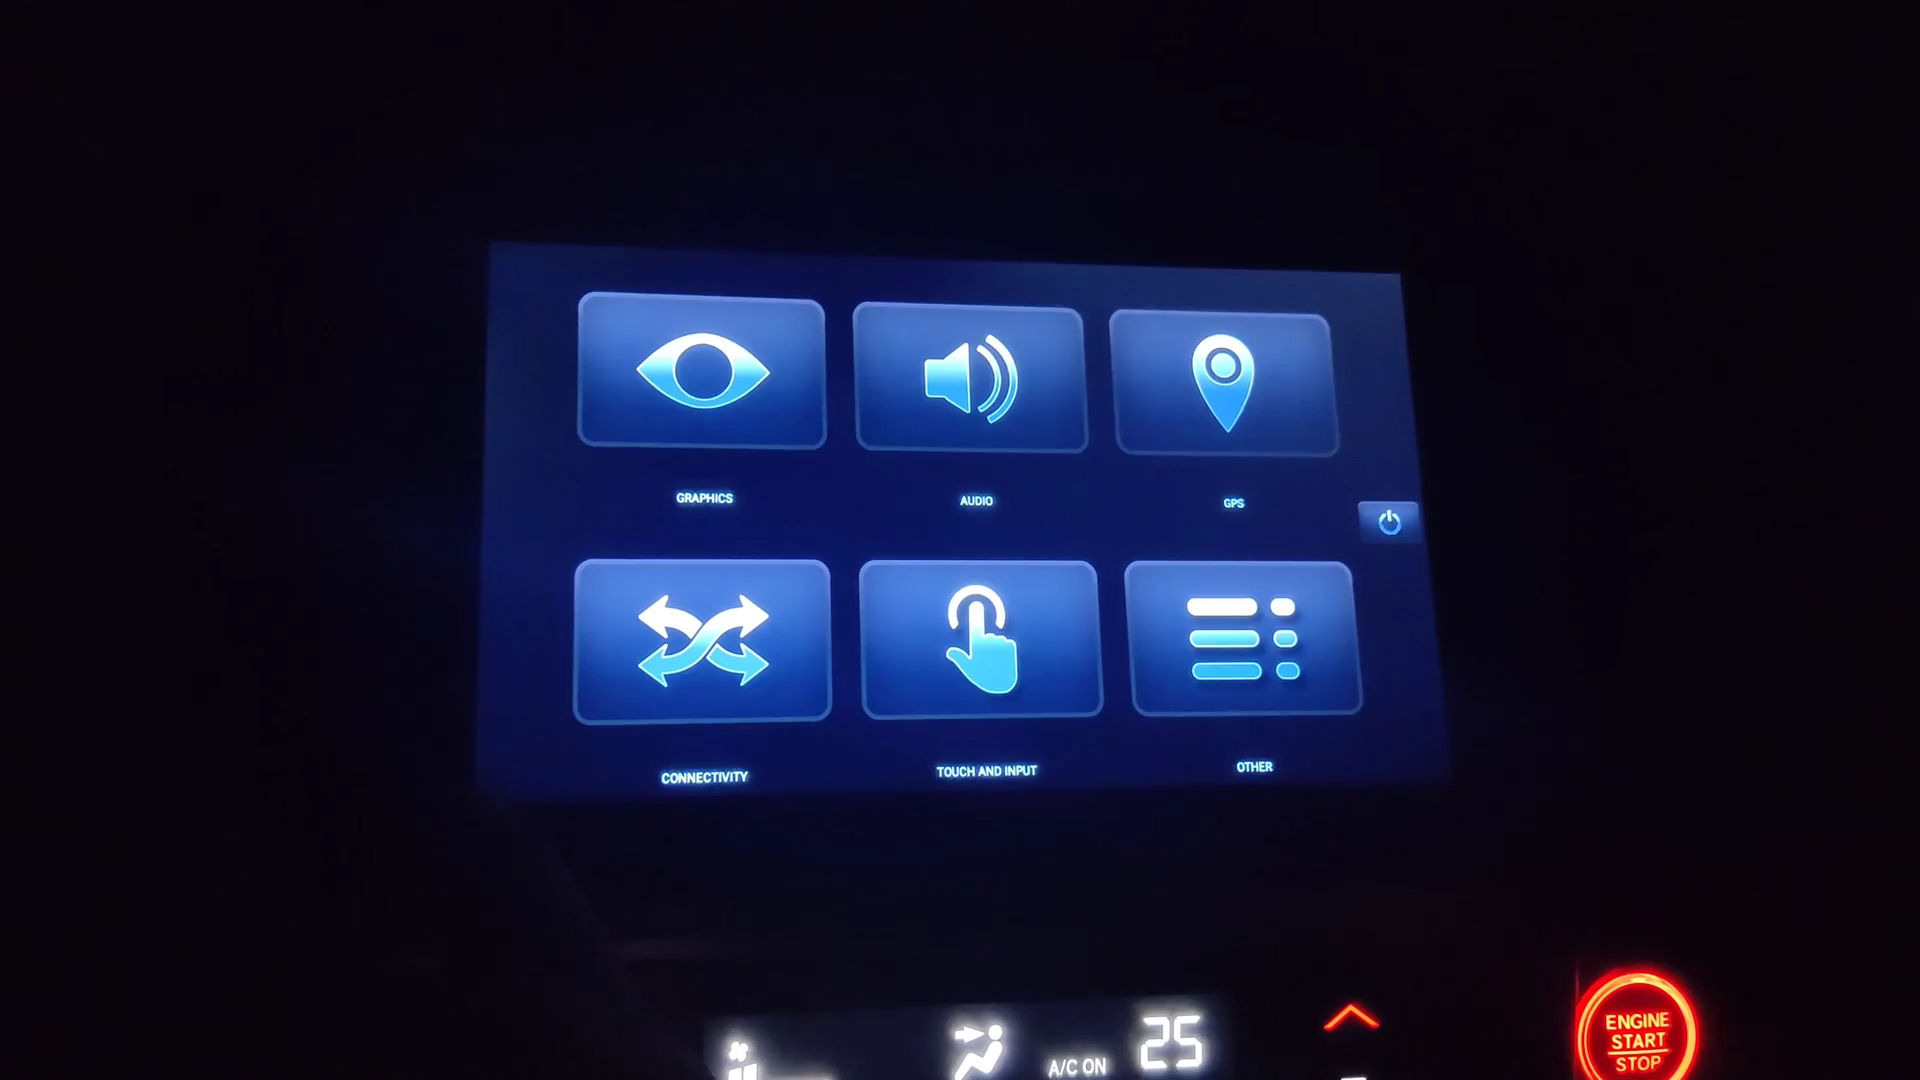 GRAPHICS
AUDIO
GPS
CONNECTIVITY
TOUCH AND INPUT
OTHER
A/C ON
25
ENGINE
START
STOP